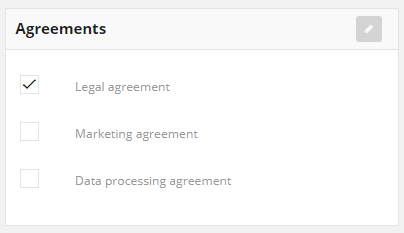 Agreements
Legal agreement
Marketing agreement
Data processing agreement